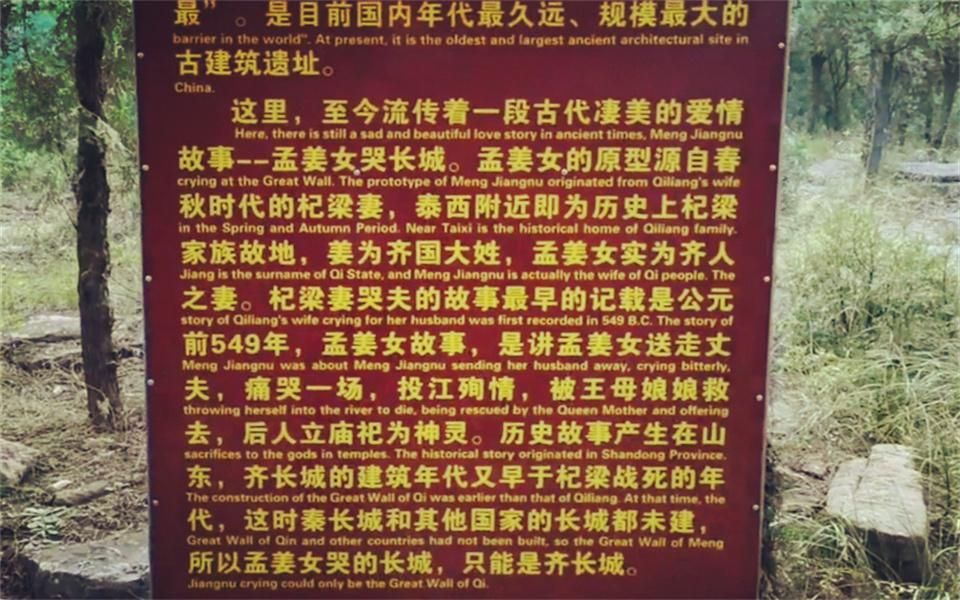 最”。是目前国内年代最久远、规模最大的
barrier in the world". At present, it is the oldest and largest ancient architectural site in
古建筑遗址。
China.
这里，至今流传着一段古代凄美的爱情
Here, there is still a sad and beautiful love story in ancient times, Meng Jiangnu
故事--孟姜女哭长城。孟姜女的原型源自春
crying at the Great Wall. The prototype of Meng Jiangnu originated from Qiliang's wife
秋时代的杞梁妻，泰西附近即为历史上杞梁
in the Spring and Autumn Period. Near Taixi is the historical home of Qiliang family.
家族故地，姜为齐国大姓，孟姜女实为齐人
Jiang is the surname of Qi State, and Meng Jiangnu is actually the wife of Qi people. The
之妻。杞梁妻哭夫的故事最早的记载是公元
story of Qiliang's wife crying for her husband was first recorded in 549 B.C. The story of
前549年，孟姜女故事，是讲孟姜女送走丈
Meng Jiangnu was about Meng Jiangnu sending her husband away, crying bitterly,
夫，痛哭一场，投江殉情，被王母娘娘救
throwing herself into the river to die, being rescued by the Queen Mother and offering
去，后人立庙祀为神灵。历史故事产生在山
sacrifices to the gods in temples. The historical story originated in Shandong Province.
东，齐长城的建筑年代又早于杞梁战死的年
The construction of the Great Wall of Qi was earlier than that of Qiliang. At that time, the
代，这时秦长城和其他国家的长城都未建，
Great Wall of Qin and other countries had not been built, so the Great Wall of Meng
所以孟姜女哭的长城，只能是齐长城。
Jiangnu crying could only be the Great Wall of Qi.